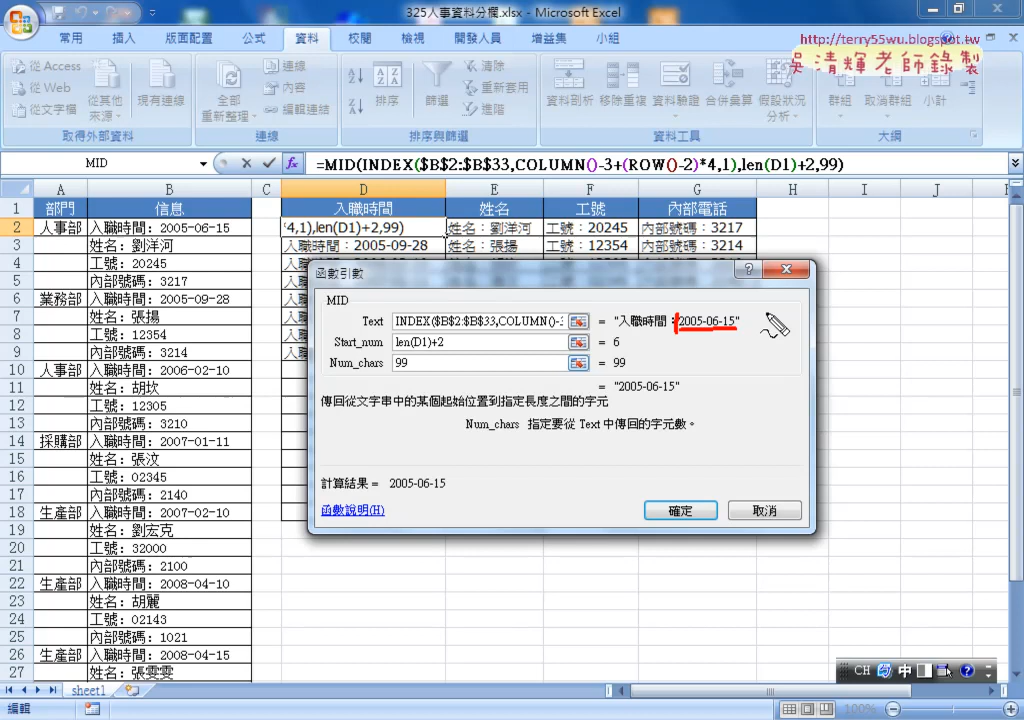 325人事資料分欄.xlsx - Microsoft Excel
http://terry55wu.blogspot.tw
吳清輝老師錄製
常用 插入 版面配置 公式 資料 校閱 檢視 開發人員 增益集 小組
從 Access
從 Web
從文字檔
從其他來源
現有連線
取得外部資料
全部重新整理
連線
內容
編輯連結
連線
排序
篩選
清除
重新套用
進階
排序與篩選
資料剖析 移除重複 資料驗證 合併彙算 假設狀況分析
資料工具
群組 取消群組 小計
大綱
MID
=MID(INDEX($B$2:$B$33,COLUMN()-3+(ROW()-2)*4,1),len(D1)+2,99)
A B C D E F G H I J
1 部門 信息 入職時間 姓名 工號 內部電話
2 人事部 入職時間：2005-06-15 '4,1),len(D1)+2,99) 姓名：劉洋河 工號：20245 內部號碼：3217
3 姓名：劉洋河 入職時間：2005-09-28 姓名：張揚 工號：12354 內部號碼：3214
4 工號：20245
5 內部號碼：3217
6 業務部 入職時間：2005-09-28
7 姓名：張揚
8 工號：12354
9 內部號碼：3214
10 人事部 入職時間：2006-02-10
11 姓名：胡坎
12 工號：12305
13 內部號碼：3210
14 採購部 入職時間：2007-01-11
15 姓名：張汶
16 工號：02345
17 內部號碼：2140
18 生產部 入職時間：2007-02-10
19 姓名：劉宏克
20 工號：32000
21 內部號碼：2100
22 生產部 入職時間：2008-04-10
23 姓名：胡麗
24 工號：02143
25 內部號碼：1021
26 生產部 入職時間：2008-04-15
27 姓名：張雯雯
函數引數
MID
Text INDEX($B$2:$B$33,COLUMN()-3 = "入職時間：2005-06-15"
Start_num len(D1)+2 = 6
Num_chars 99 = 99
= "2005-06-15"
傳回從文字串中的某個起始位置到指定長度之間的字元
Num_chars 指定要從 Text 中傳回的字元數。
計算結果 = 2005-06-15
函數說明(H)
確定 取消
CH 中
sheet1
編輯
100%